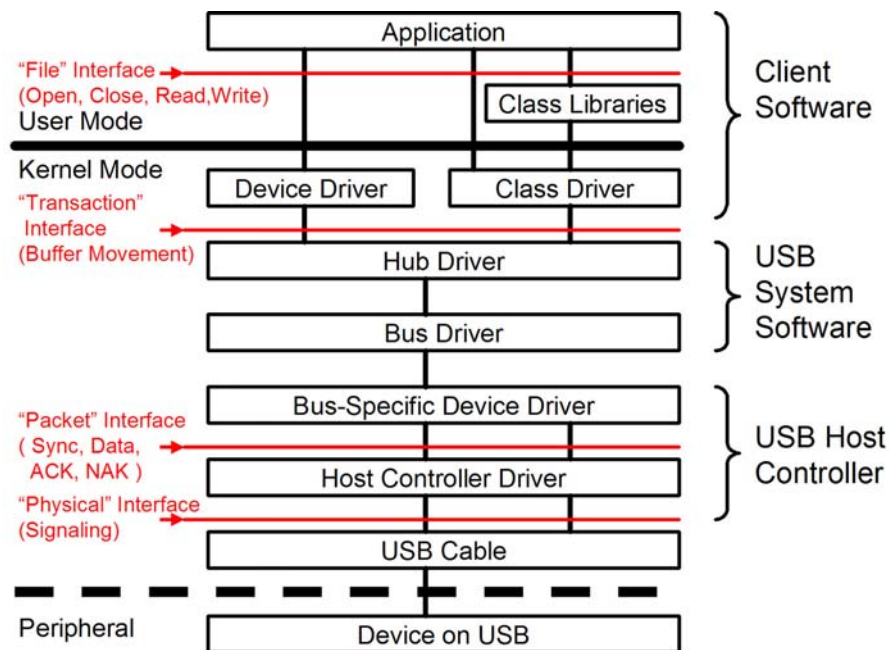 Application
"File" Interface
(Open, Close, Read,Write)
User Mode
Class Libraries
Client
Software
Kernel Mode
Device Driver
Class Driver
"Transaction"
Interface
(Buffer Movement)
Hub Driver
Bus Driver
USB
System
Software
Bus-Specific Device Driver
"Packet" Interface
( Sync, Data,
ACK, NAK )
Host Controller Driver
USB Host
Controller
"Physical" Interface
(Signaling)
USB Cable
Peripheral
Device on USB